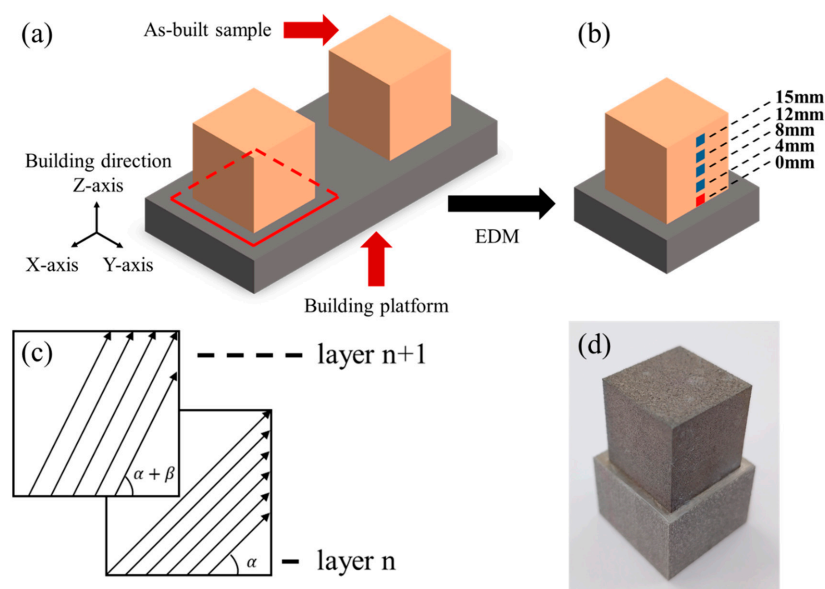 (a)
As-built sample
(b)
15mm
12mm
8mm
4mm
0mm
Building direction
Z-axis
X-axis
Y-axis
EDM
Building platform
(c)
layer n+1
α + β
α
layer n
(d)